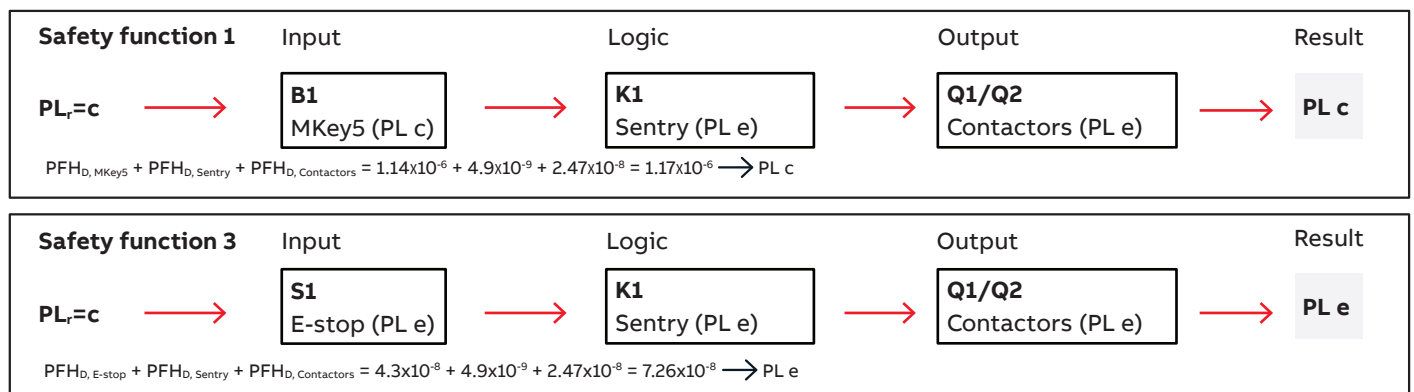 Safety function 1 Input Logic Output Result
PLr=c B1 MKey5 (PL c) K1 Sentry (PL e) Q1/Q2 Contactors (PL e) PL c
PFHD, MKey5 + PFHD, Sentry + PFHD, Contactors = 1.14x10⁻⁶ + 4.9x10⁻⁹ + 2.47x10⁻⁸ = 1.17x10⁻⁶ → PL c
Safety function 3 Input Logic Output Result
PLr=c S1 E-stop (PL e) K1 Sentry (PL e) Q1/Q2 Contactors (PL e) PL e
PFHD, E-stop + PFHD, Sentry + PFHD, Contactors = 4.3x10⁻⁸ + 4.9x10⁻⁹ + 2.47x10⁻⁸ = 7.26x10⁻⁸ → PL e